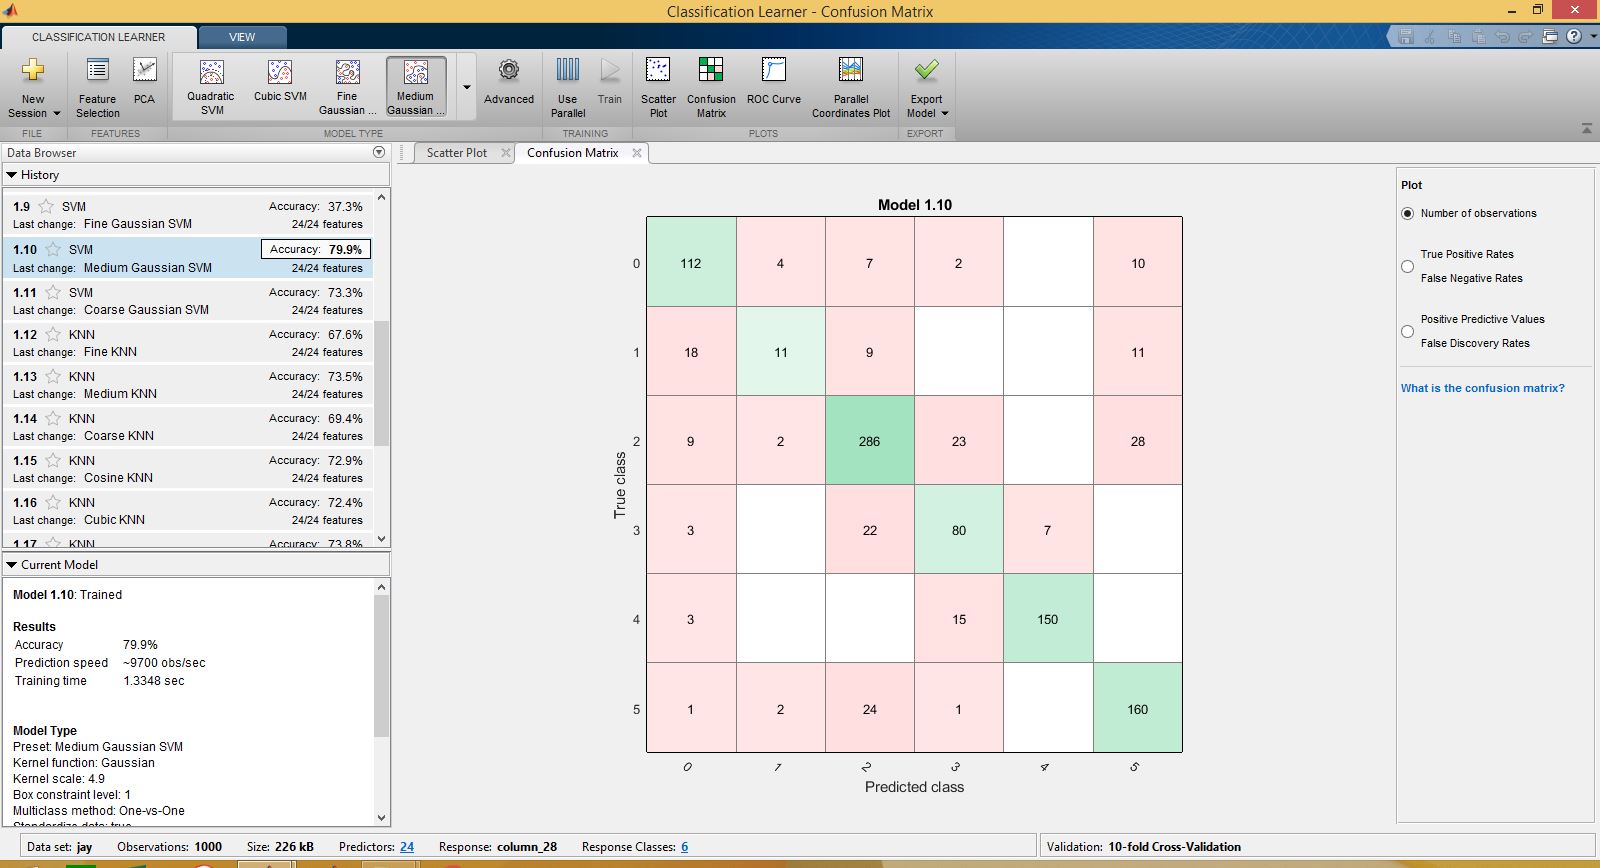 Classification Learner - Confusion Matrix
CLASSIFICATION LEARNER
VIEW
New Session
Feature Selection
PCA
Quadratic SVM
Cubic SVM
Fine Gaussian ...
Medium Gaussian ...
Advanced
Use Parallel
Train
Scatter Plot
Confusion Matrix
ROC Curve
Parallel Coordinates Plot
Export Model
FILE
FEATURES
MODEL TYPE
TRAINING
PLOTS
EXPORT
Data Browser
History
1.9 SVM Accuracy: 37.3%
Last change: Fine Gaussian SVM 24/24 features
1.10 SVM Accuracy: 79.9%
Last change: Medium Gaussian SVM 24/24 features
1.11 SVM Accuracy: 73.3%
Last change: Coarse Gaussian SVM 24/24 features
1.12 KNN Accuracy: 67.6%
Last change: Fine KNN 24/24 features
1.13 KNN Accuracy: 73.5%
Last change: Medium KNN 24/24 features
1.14 KNN Accuracy: 69.4%
Last change: Coarse KNN 24/24 features
1.15 KNN Accuracy: 72.9%
Last change: Cosine KNN 24/24 features
1.16 KNN Accuracy: 72.4%
Last change: Cubic KNN 24/24 features
1.17 KNN Accuracy: 73.8%
Current Model
Model 1.10: Trained
Results
Accuracy 79.9%
Prediction speed ~9700 obs/sec
Training time 1.3348 sec
Model Type
Preset: Medium Gaussian SVM
Kernel function: Gaussian
Kernel scale: 4.9
Box constraint level: 1
Multiclass method: One-vs-One
Standardize data: true
Scatter Plot
Confusion Matrix
Model 1.10
True class
0 112 4 7 2 10
1 18 11 9 11
2 9 2 286 23 28
3 3 22 80 7
4 3 15 150
5 1 2 24 1 160
0 1 2 3 4 5
Predicted class
Plot
Number of observations
True Positive Rates
False Negative Rates
Positive Predictive Values
False Discovery Rates
What is the confusion matrix?
Data set: jay Observations: 1000 Size: 226 kB Predictors: 24 Response: column_28 Response Classes: 6
Validation: 10-fold Cross-Validation